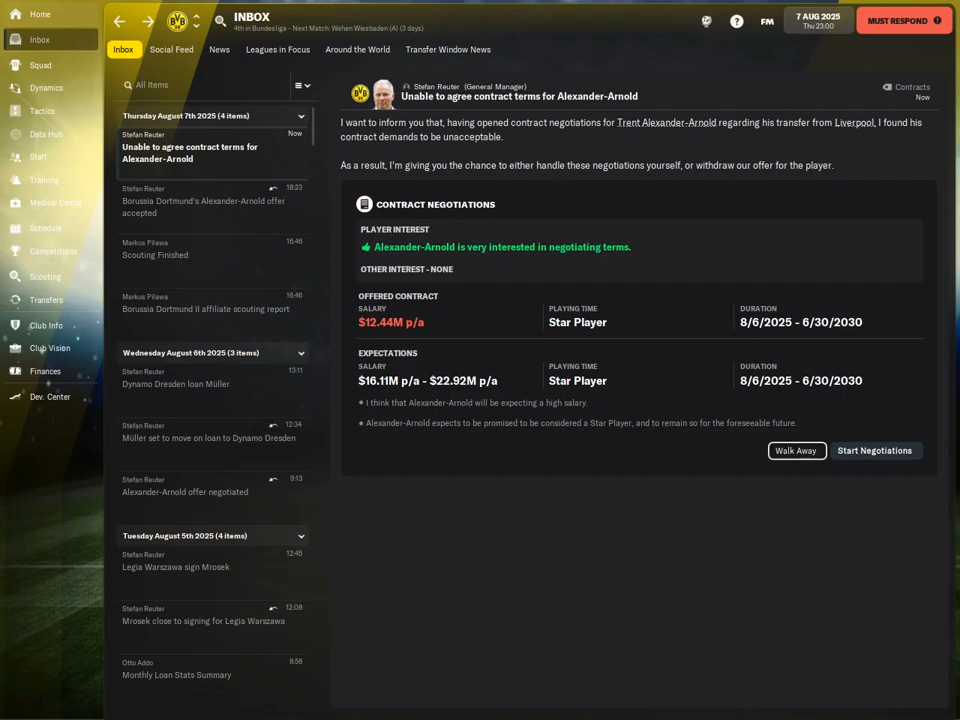 Home
Inbox
Squad
Dynamics
Tactics
Data Hub
Staff
Training
Medical Center
Schedule
Competitions
Scouting
Transfers
Club Info
Club Vision
Finances
Dev. Center
BVB
09
INBOX
4th in Bundesliga - Next Match: Wehen Wiesbaden (A) (3 days)
?
FM
7 AUG 2025
Thu 23:00
MUST RESPOND
Inbox
Social Feed
News
Leagues in Focus
Around the World
Transfer Window News
All Items
Thursday August 7th 2025 (4 items)
Stefan Reuter
Now
Unable to agree contract terms for
Alexander-Arnold
Stefan Reuter
18:23
Borussia Dortmund's Alexander-Arnold offer
accepted
Markus Pilawa
16:46
Scouting Finished
Markus Pilawa
16:46
Borussia Dortmund II affiliate scouting report
Wednesday August 6th 2025 (3 items)
Stefan Reuter
13:11
Dynamo Dresden loan Müller
Stefan Reuter
12:34
Müller set to move on loan to Dynamo Dresden
Stefan Reuter
9:13
Alexander-Arnold offer negotiated
Tuesday August 5th 2025 (4 items)
Stefan Reuter
12:45
Legia Warszawa sign Mrosek
Stefan Reuter
12:08
Mrosek close to signing for Legia Warszawa
Otto Addo
8:58
Monthly Loan Stats Summary
BVB
09
Stefan Reuter (General Manager)
Unable to agree contract terms for Alexander-Arnold
Contracts
Now
I want to inform you that, having opened contract negotiations for Trent Alexander-Arnold regarding his transfer from Liverpool, I found his
contract demands to be unacceptable.
As a result, I'm giving you the chance to either handle these negotiations yourself, or withdraw our offer for the player.
CONTRACT NEGOTIATIONS
PLAYER INTEREST
Alexander-Arnold is very interested in negotiating terms.
OTHER INTEREST - NONE
OFFERED CONTRACT
SALARY
PLAYING TIME
DURATION
$12.44M p/a
Star Player
8/6/2025 - 6/30/2030
EXPECTATIONS
SALARY
PLAYING TIME
DURATION
$16.11M p/a - $22.92M p/a
Star Player
8/6/2025 - 6/30/2030
I think that Alexander-Arnold will be expecting a high salary.
Alexander-Arnold expects to be promised to be considered a Star Player, and to remain so for the foreseeable future.
Walk Away
Start Negotiations